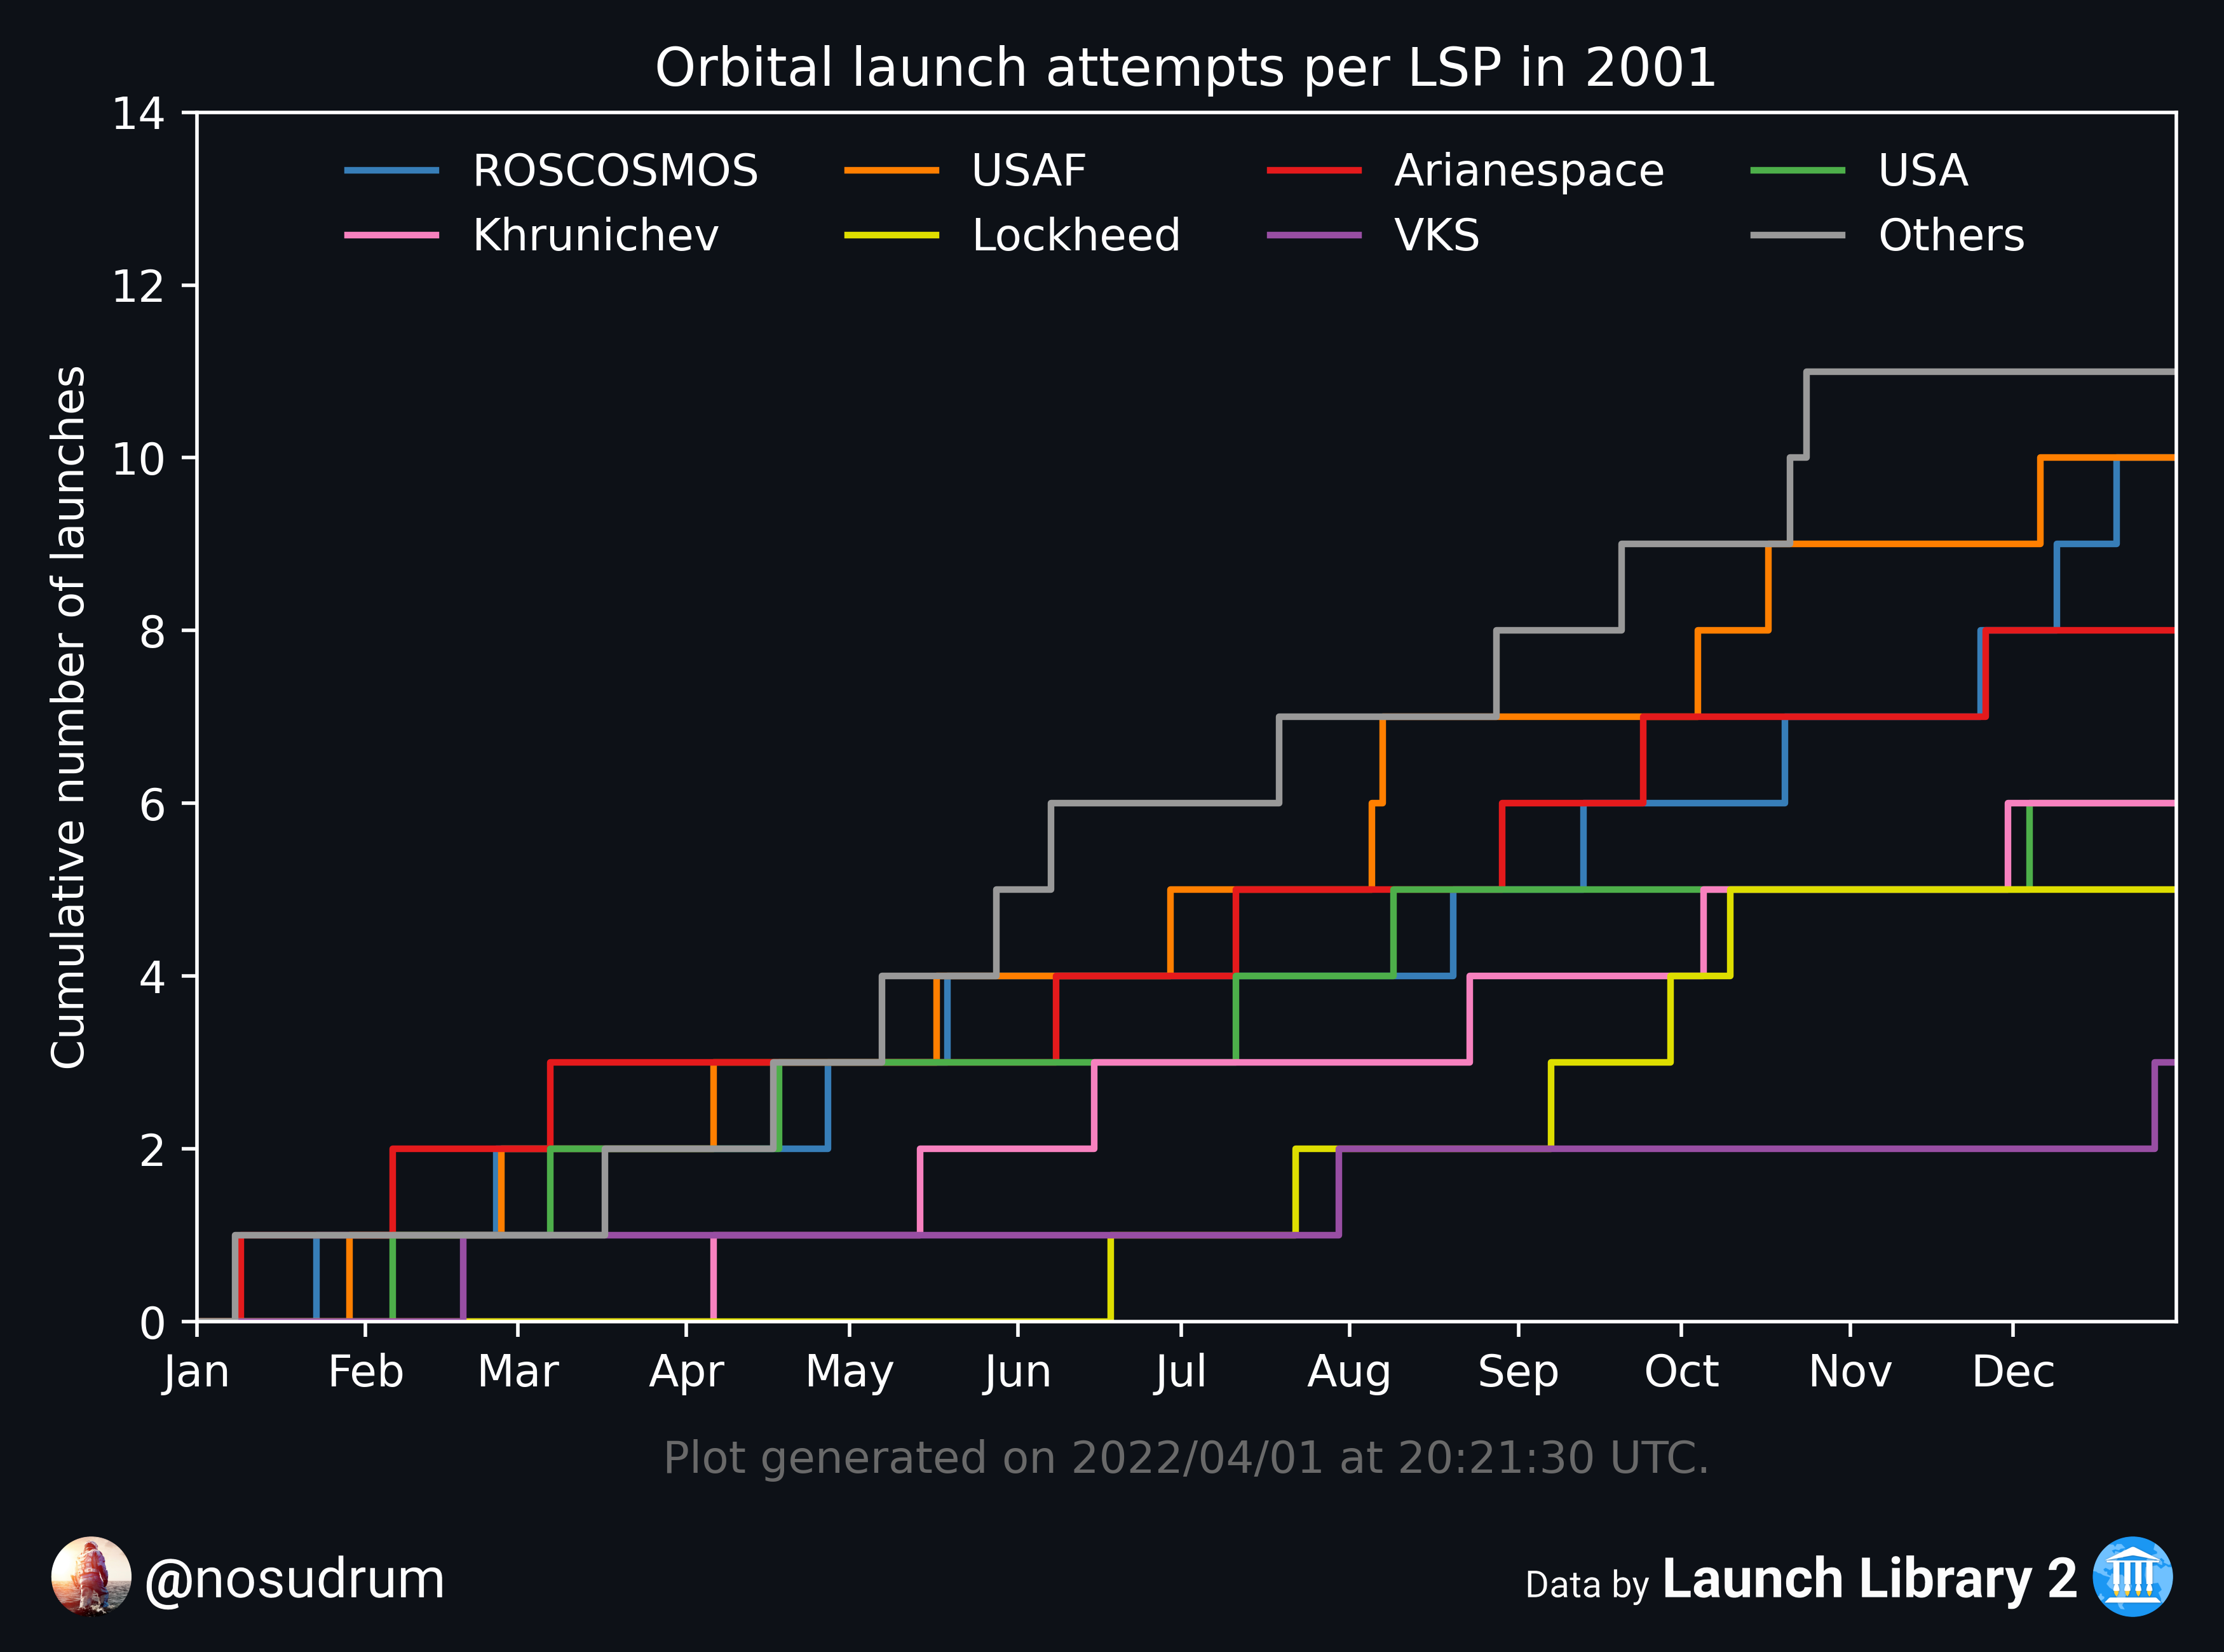 Orbital launch attempts per LSP in 2001
14
12
10
8
6
4
2
0
Cumulative number of launches
ROSCOSMOS USAF Arianespace USA
Khrunichev Lockheed VKS Others
Jan Feb Mar Apr May Jun Jul Aug Sep Oct Nov Dec
Plot generated on 2022/04/01 at 20:21:30 UTC.
@nosudrum
Data by Launch Library 2